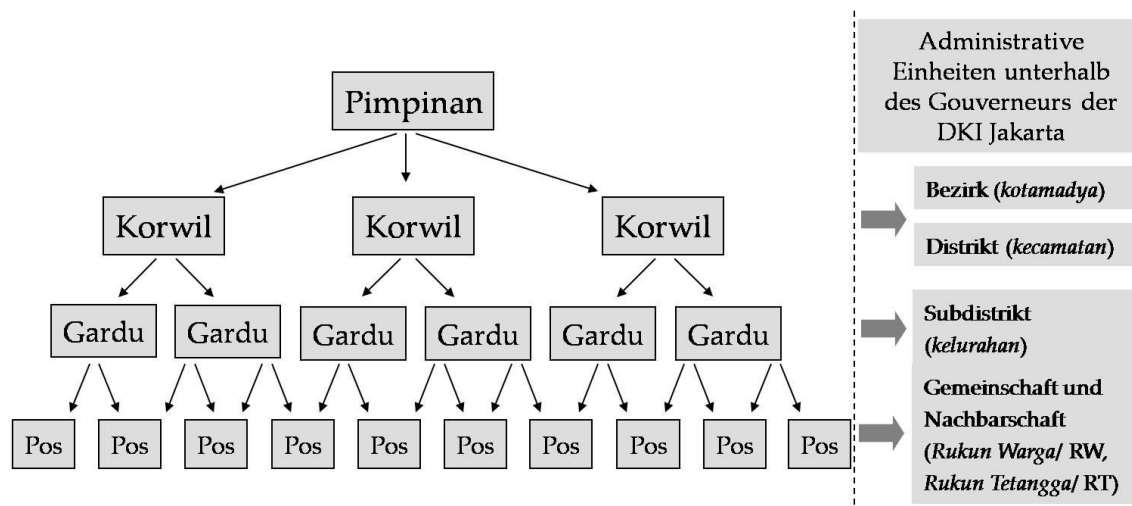 Pimpinan
Korwil
Korwil
Korwil
Gardu
Gardu
Gardu
Gardu
Gardu
Gardu
Pos
Pos
Pos
Pos
Pos
Pos
Pos
Pos
Pos
Pos
Administrative
Einheiten unterhalb
des Gouverneurs der
DKI Jakarta
Bezirk (kotamadya)
Distrikt (kecamatan)
Subdistrikt
(kelurahan)
Gemeinschaft und
Nachbarschaft
(Rukun Warga/ RW,
Rukun Tetangga/ RT)